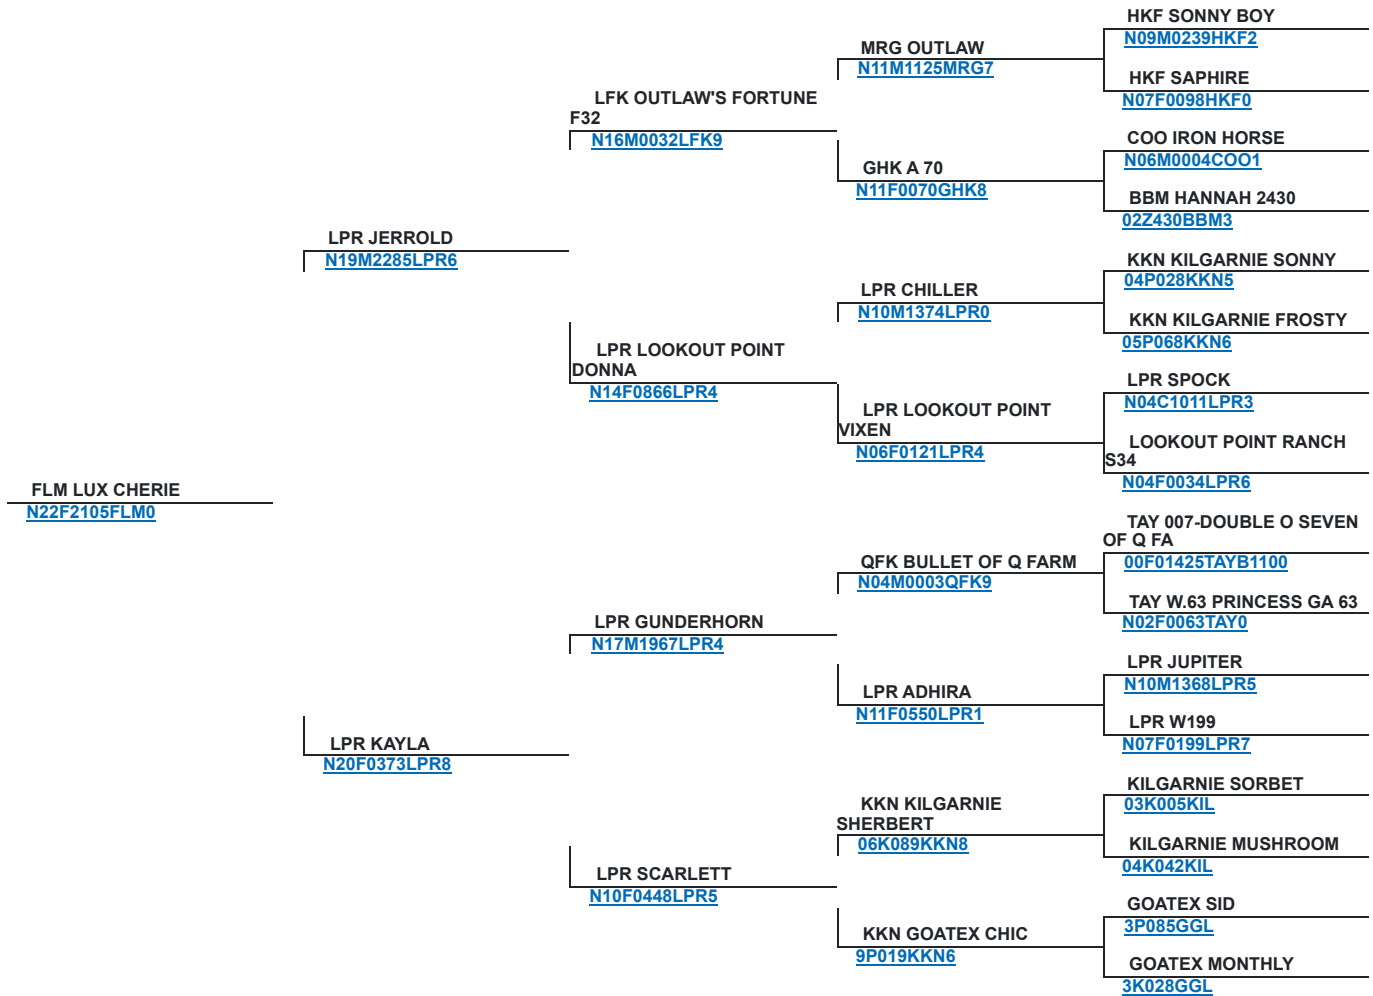 HKF SONNY BOY
N09M0239HKF2
MRG OUTLAW
N11M1125MRG7
HKF SAPHIRE
N07F0098HKF0
LFK OUTLAW'S FORTUNE
F32
N16M0032LFK9
COO IRON HORSE
N06M0004COO1
GHK A 70
N11F0070GHK8
BBM HANNAH 2430
02Z430BBM3
LPR JERROLD
N19M2285LPR6
KKN KILGARNIE SONNY
04P028KKN5
LPR CHILLER
N10M1374LPR0
KKN KILGARNIE FROSTY
05P068KKN6
LPR LOOKOUT POINT
DONNA
N14F0866LPR4
LPR SPOCK
N04C1011LPR3
LPR LOOKOUT POINT
VIXEN
N06F0121LPR4
LOOKOUT POINT RANCH
S34
N04F0034LPR6
FLM LUX CHERIE
N22F2105FLM0
TAY 007-DOUBLE O SEVEN
OF Q FA
00F01425TAYB1100
QFK BULLET OF Q FARM
N04M0003QFK9
TAY W.63 PRINCESS GA 63
N02F0063TAY0
LPR GUNDERHORN
N17M1967LPR4
LPR JUPITER
N10M1368LPR5
LPR ADHIRA
N11F0550LPR1
LPR W199
N07F0199LPR7
LPR KAYLA
N20F0373LPR8
KILGARNIE SORBET
03K005KIL
KKN KILGARNIE
SHERBERT
06K089KKN8
KILGARNIE MUSHROOM
04K042KIL
LPR SCARLETT
N10F0448LPR5
GOATEX SID
3P085GGL
KKN GOATEX CHIC
9P019KKN6
GOATEX MONTHLY
3K028GGL